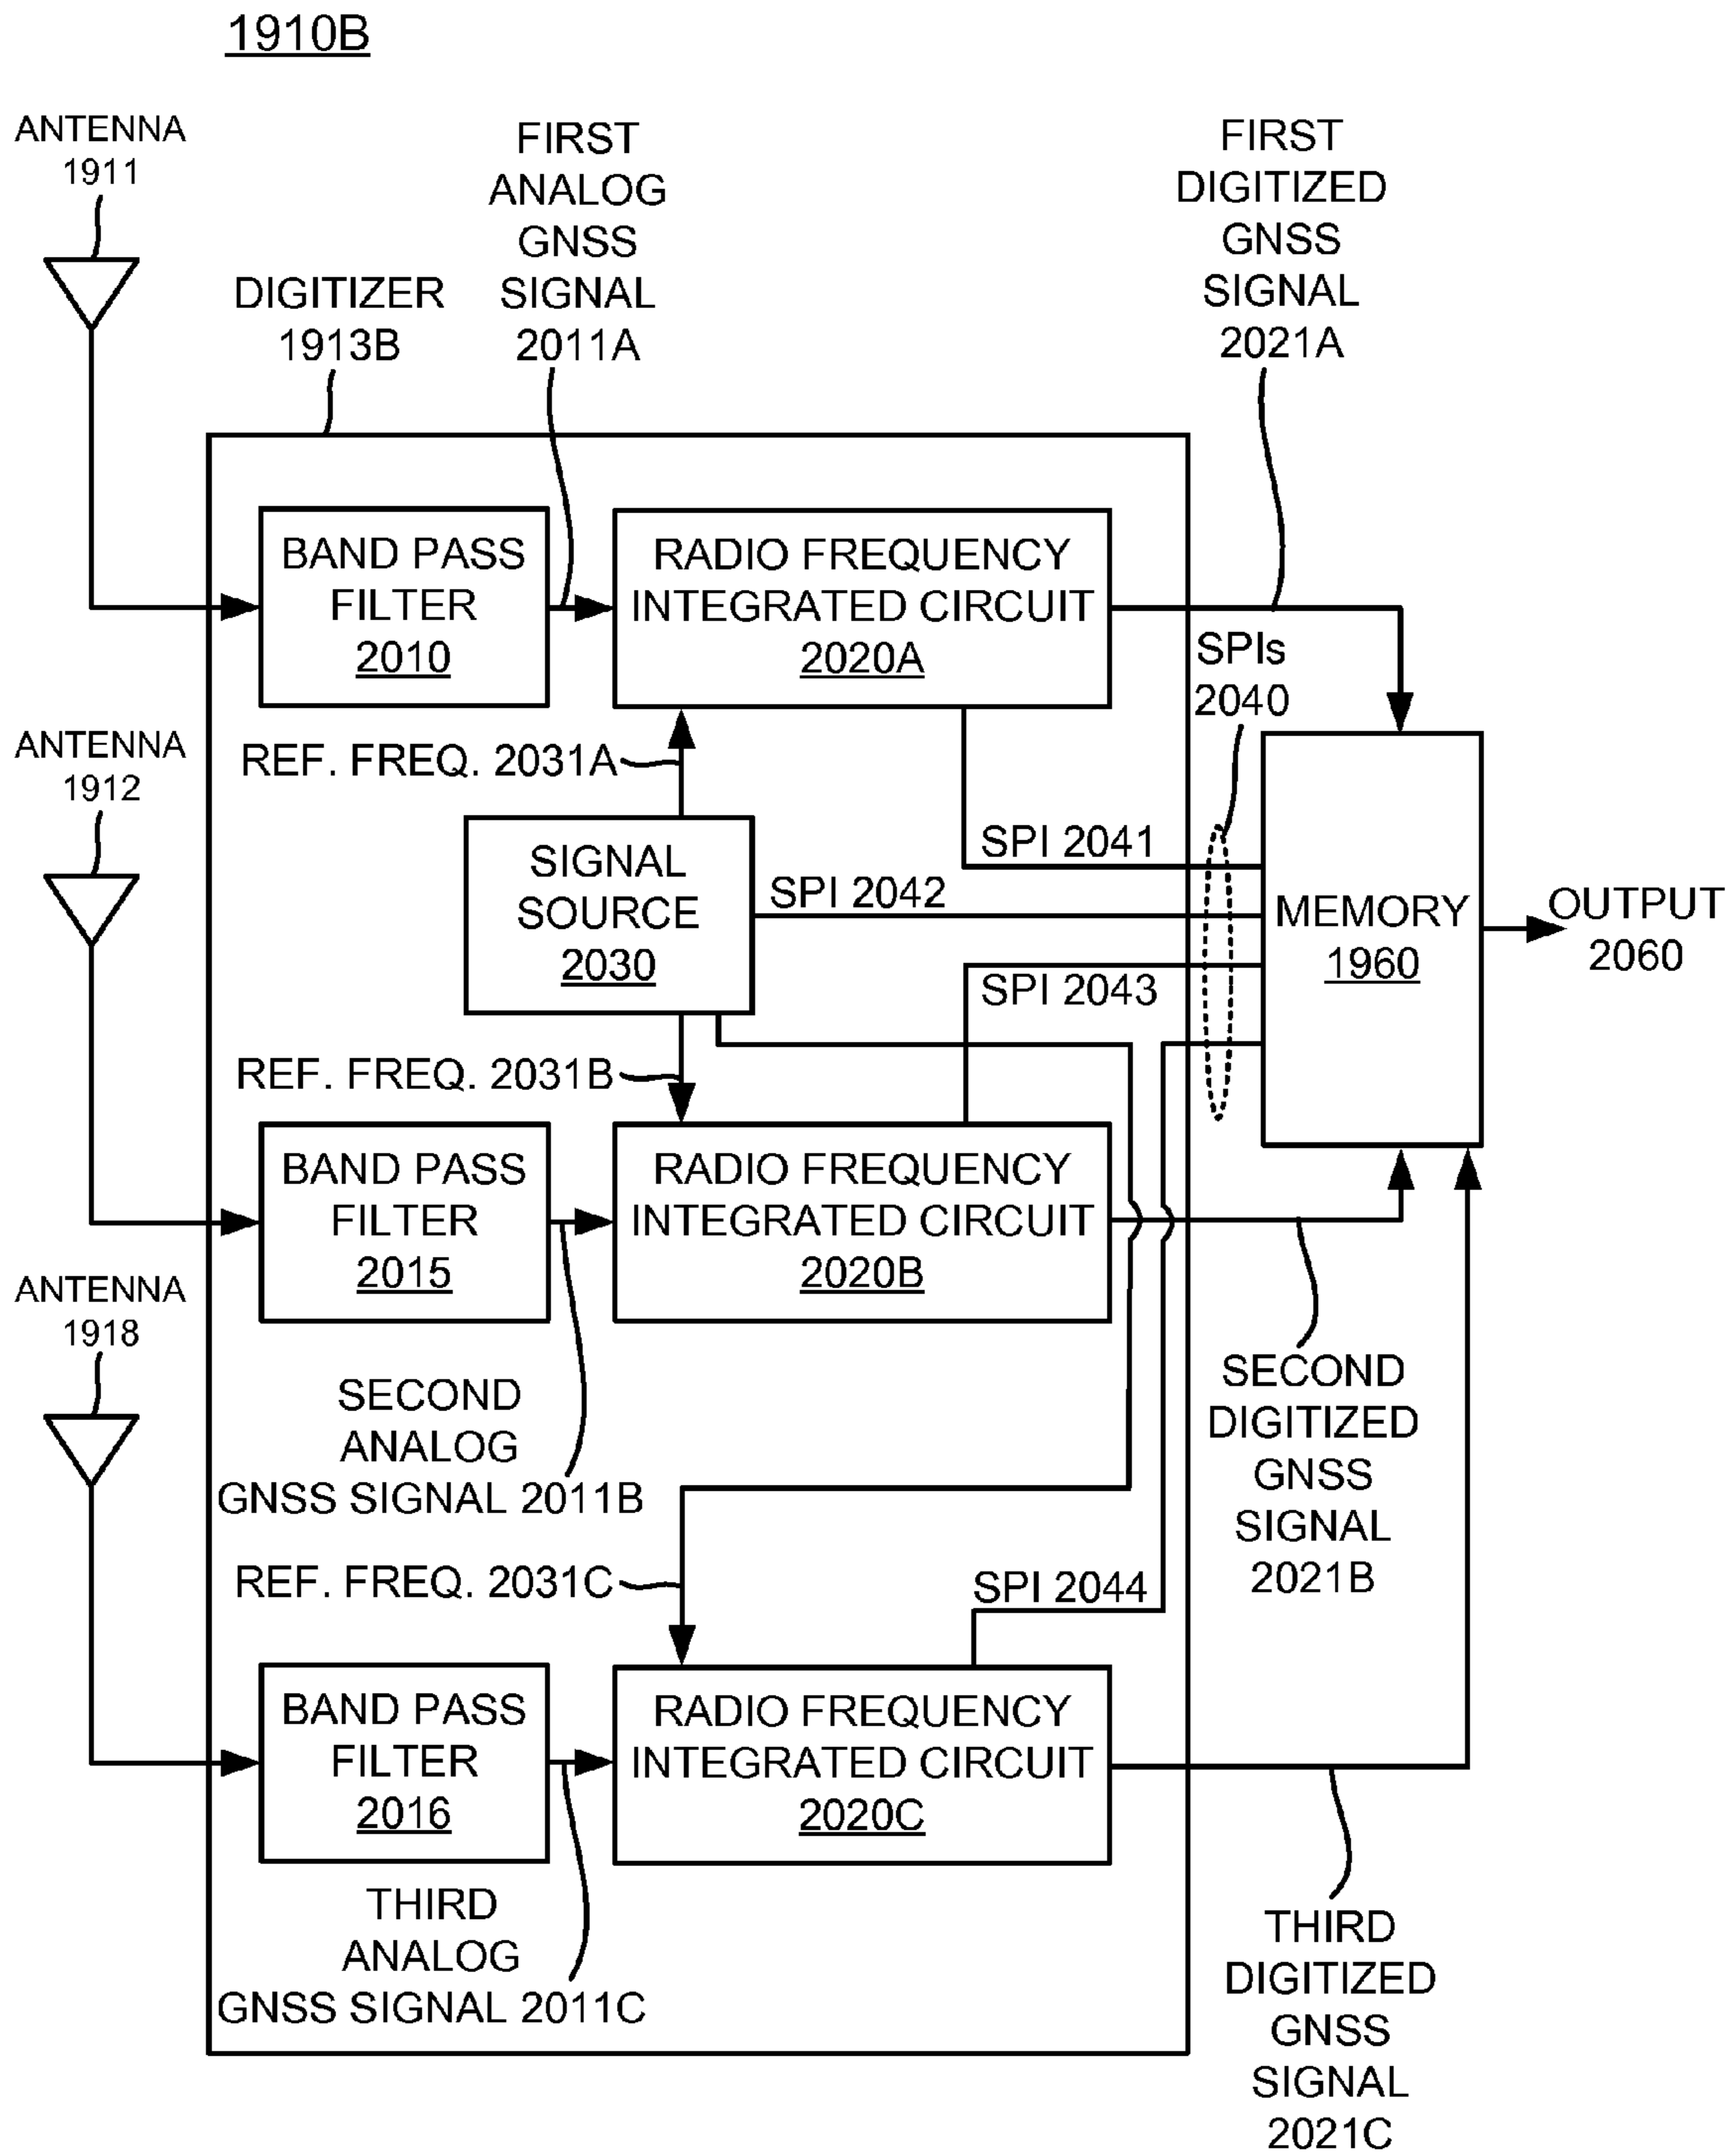 1910B
ANTENNA
1911
FIRST
ANALOG
GNSS
SIGNAL
2011A
FIRST
DIGITIZED
GNSS
SIGNAL
2021A
DIGITIZER
1913B
BAND PASS
FILTER
2010
RADIO FREQUENCY
INTEGRATED CIRCUIT
2020A
SPIs
2040
ANTENNA
1912
REF. FREQ. 2031A
SIGNAL
SOURCE
2030
SPI 2041
SPI 2042
SPI 2043
MEMORY
1960
OUTPUT
2060
REF. FREQ. 2031B
BAND PASS
FILTER
2015
RADIO FREQUENCY
INTEGRATED CIRCUIT
2020B
ANTENNA
1918
SECOND
ANALOG
GNSS SIGNAL 2011B
SECOND
DIGITIZED
GNSS
SIGNAL
2021B
REF. FREQ. 2031C
SPI 2044
BAND PASS
FILTER
2016
RADIO FREQUENCY
INTEGRATED CIRCUIT
2020C
THIRD
ANALOG
GNSS SIGNAL 2011C
THIRD
DIGITIZED
GNSS
SIGNAL
2021C